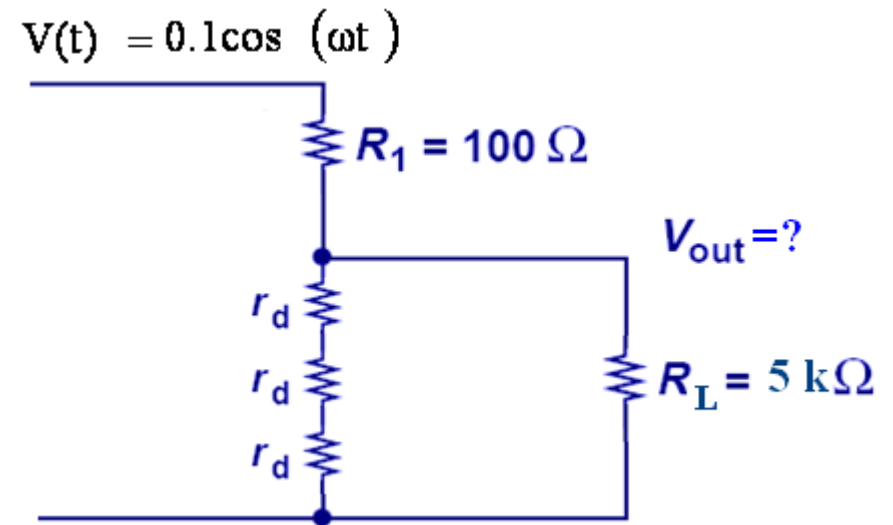 V(t) = 0.1cos (ωt )
R1 = 100 Ω
Vout=?
rd
rd
RL = 5 kΩ
rd